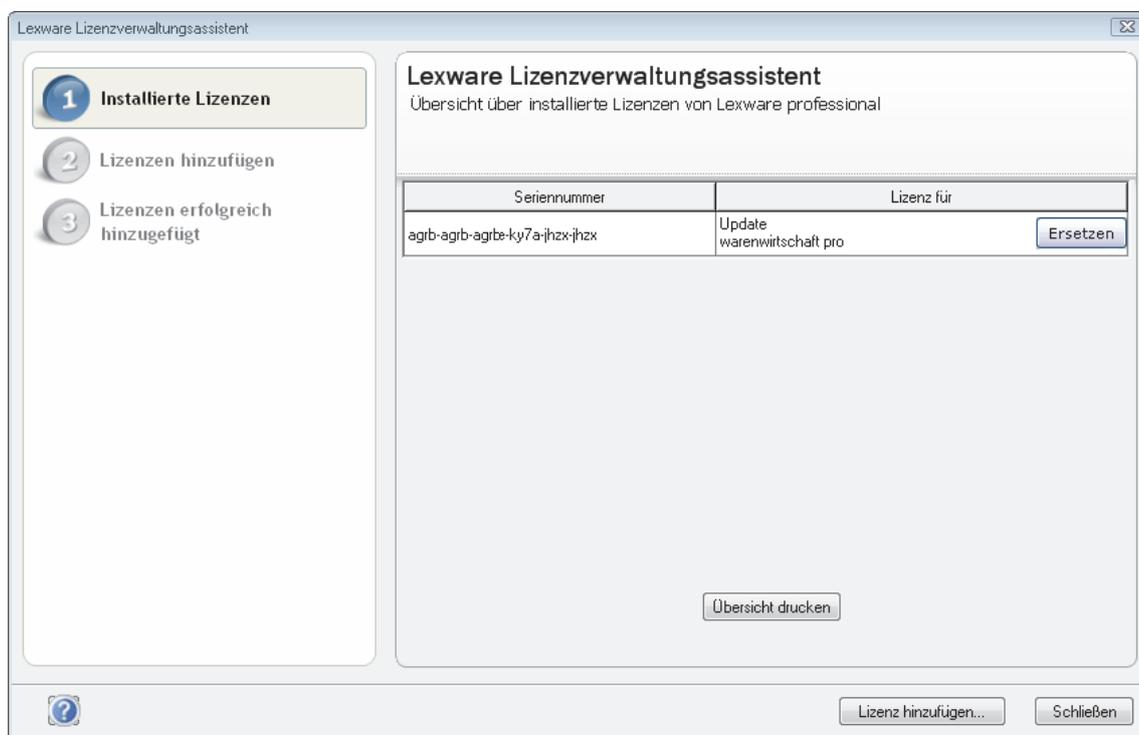 Lexware Lizenzverwaltungsassistent
1 Installierte Lizenzen
2 Lizenzen hinzufügen
3 Lizenzen erfolgreich
hinzugefügt
Lexware Lizenzverwaltungsassistent
Übersicht über installierte Lizenzen von Lexware professional
Seriennummer Lizenz für
agrb-agrb-agrbe-ky7a-jhzx-jhzx Update
warenwirtschaft pro Ersetzen
Übersicht drucken
? Lizenz hinzufügen... Schließen